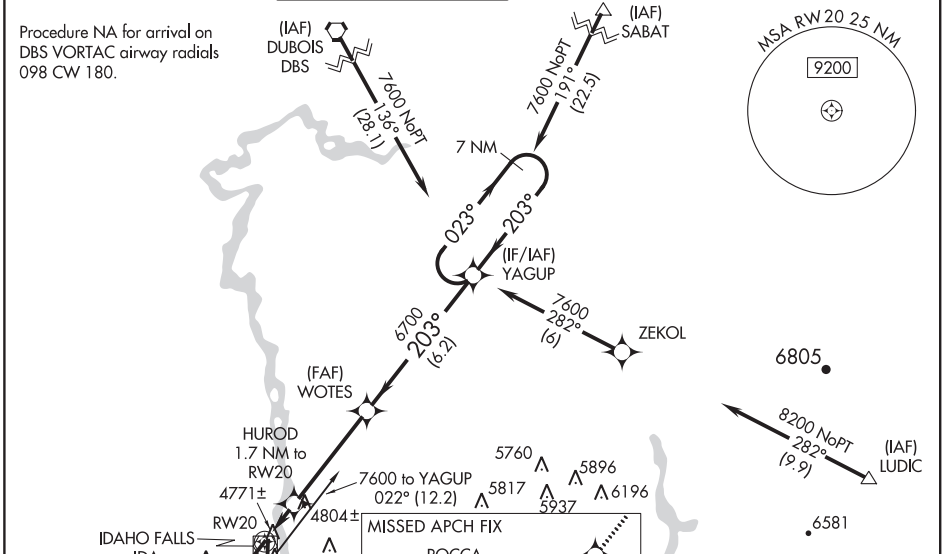 Procedure NA for arrival on
DBS VORTAC airway radials
098 CW 180.
(IAF)
DUBOIS
DBS
7600 NoPT
136°
(28.1)
(IAF)
SABAT
7600 NoPT
191°
(22.5)
MSA RW20 25 NM
9200
7 NM
023°
203°
(IF/IAF)
YAGUP
7600
282°
(6)
ZEKOL
6700
203°
(6.2)
6805
(FAF)
WOTES
8200 NoPT
282°
(9.9)
(IAF)
LUDIC
HUROD
1.7 NM to
RW20
4771±
7600 to YAGUP
022° (12.2)
5760
5896
5817
5937
6196
4804±
RW20
6581
IDAHO FALLS
IDA
MISSED APCH FIX
POCCA